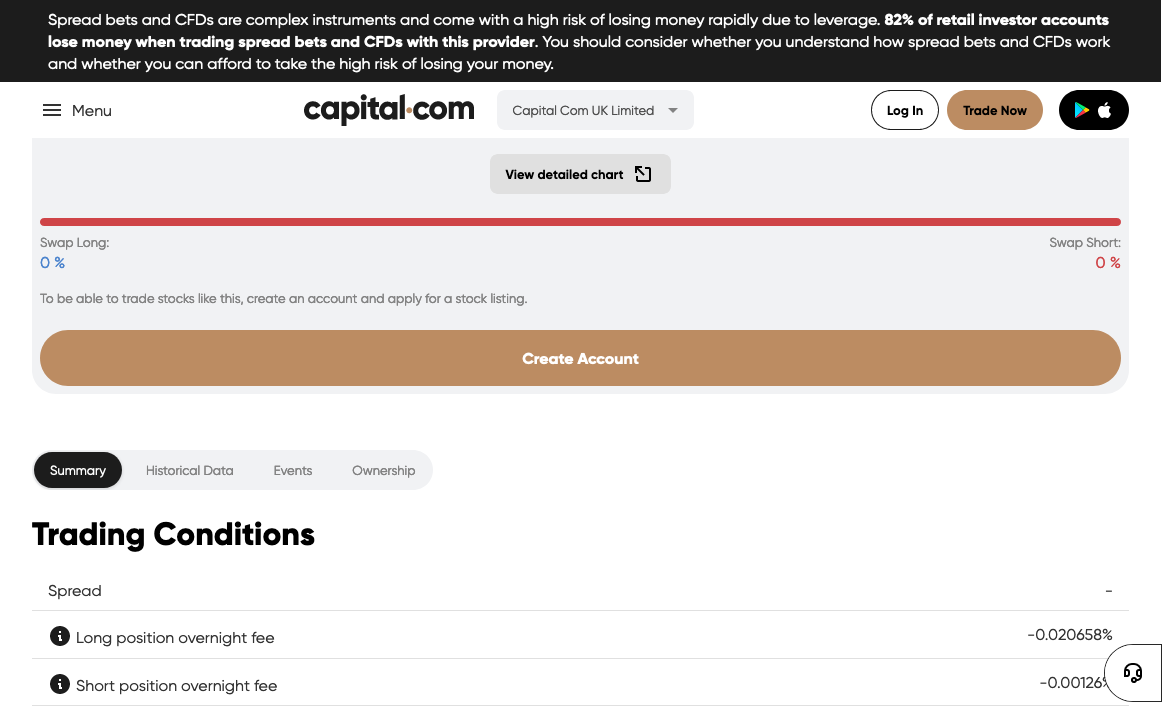 Spread bets and CFDs are complex instruments and come with a high risk of losing money rapidly due to leverage. 82% of retail investor accounts
lose money when trading spread bets and CFDs with this provider. You should consider whether you understand how spread bets and CFDs work
and whether you can afford to take the high risk of losing your money.
Menu
capital.com
Capital Com UK Limited
Log In
Trade Now
View detailed chart
Swap Long:
Swap Short:
0 %
0 %
To be able to trade stocks like this, create an account and apply for a stock listing.
Create Account
Summary
Historical Data
Events
Ownership
Trading Conditions
Spread
-
Long position overnight fee
-0.020658%
Short position overnight fee
-0.00126%